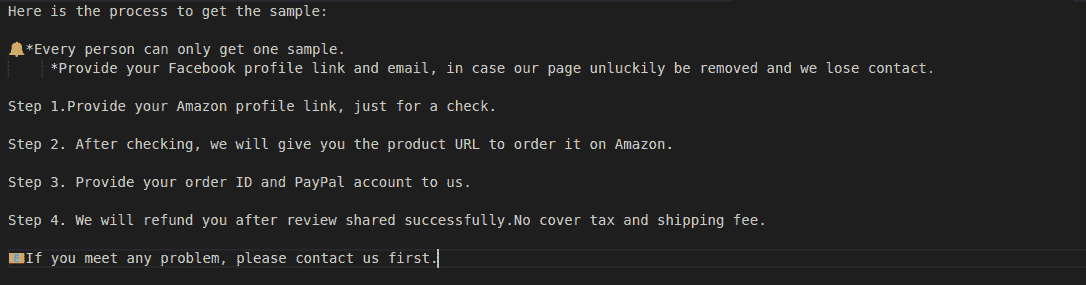 Here is the process to get the sample:
🔔*Every person can only get one sample.
*Provide your Facebook profile link and email, in case our page unluckily be removed and we lose contact.
Step 1.Provide your Amazon profile link, just for a check.
Step 2. After checking, we will give you the product URL to order it on Amazon.
Step 3. Provide your order ID and PayPal account to us.
Step 4. We will refund you after review shared successfully.No cover tax and shipping fee.
📧If you meet any problem, please contact us first.